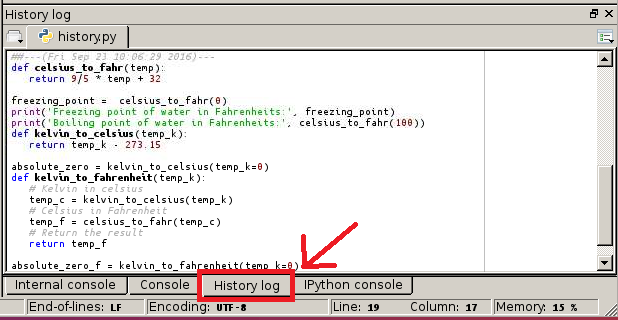 History log
history.py
##---(Fri Sep 23 10:06:29 2016)---
def celsius_to_fahr(temp):
    return 9/5 * temp + 32
freezing_point =  celsius_to_fahr(0)
print('Freezing point of water in Fahrenheits:', freezing_point)
print('Boiling point of water in Fahrenheits:', celsius_to_fahr(100))
def kelvin_to_celsius(temp_k):
    return temp_k - 273.15
absolute_zero = kelvin_to_celsius(temp_k=0)
def kelvin_to_fahrenheit(temp_k):
    # Kelvin in celsius
    temp_c = kelvin_to_celsius(temp_k)
    # Celsius in Fahrenheit
    temp_f = celsius_to_fahr(temp_c)
    # Return the result
    return temp_f
absolute_zero_f = kelvin_to_fahrenheit(temp_k=0)
Internal console Console History log IPython console
End-of-lines: LF Encoding: UTF-8 Line: 19 Column: 17 Memory: 15 %